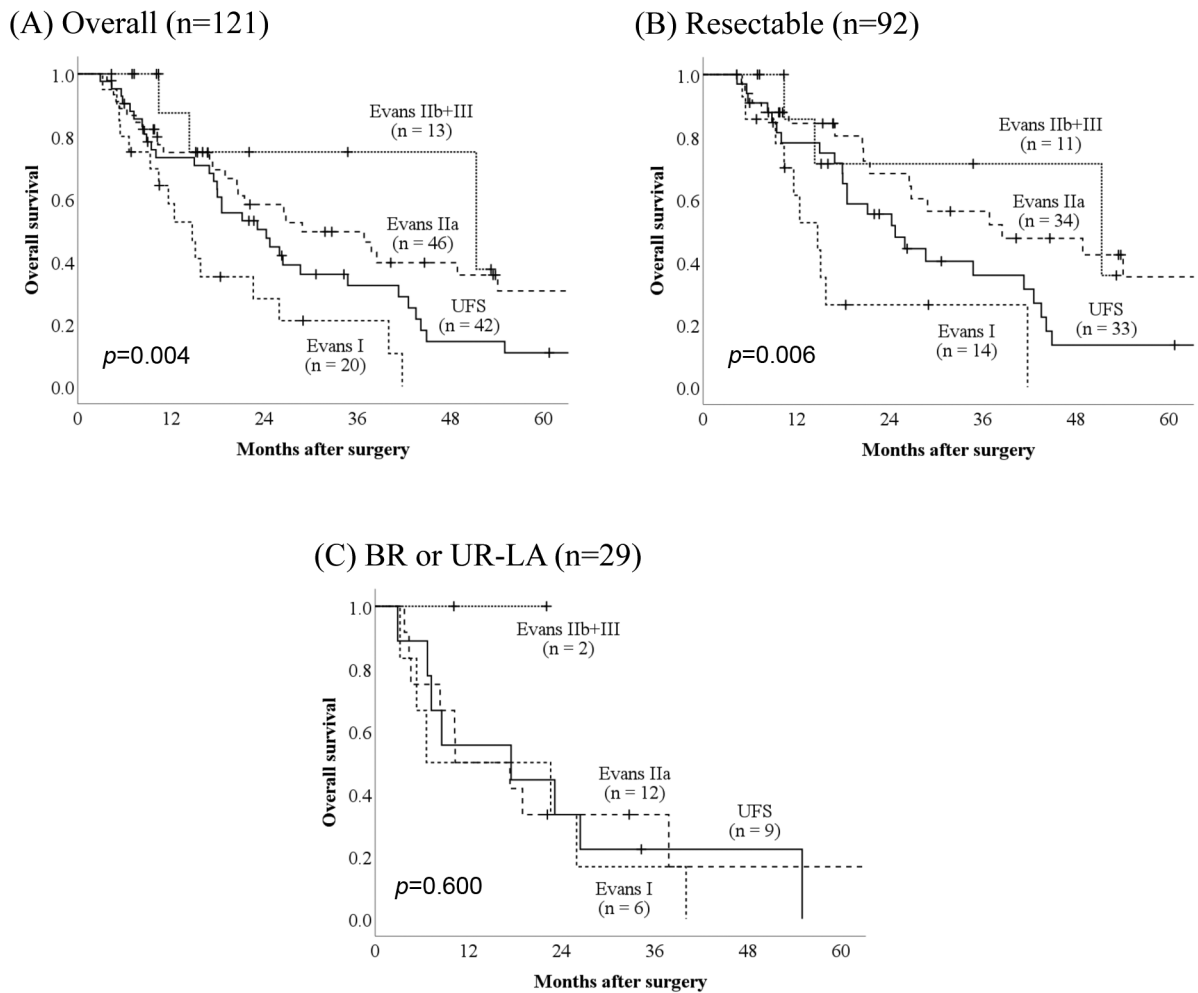 (A) Overall (n=121)
1.0
0.8
0.6
0.4
0.2
0.0
Overall survival
Evans IIb+III
(n = 13)
Evans IIa
(n = 46)
UFS
(n = 42)
Evans I
(n = 20)
p=0.004
0 12 24 36 48 60
Months after surgery
(B) Resectable (n=92)
1.0
0.8
0.6
0.4
0.2
0.0
Overall survival
Evans IIb+III
(n = 11)
Evans IIa
(n = 34)
UFS
(n = 33)
Evans I
(n = 14)
p=0.006
0 12 24 36 48 60
Months after surgery
(C) BR or UR-LA (n=29)
1.0
0.8
0.6
0.4
0.2
0.0
Overall survival
Evans IIb+III
(n = 2)
Evans IIa
(n = 12)
UFS
(n = 9)
Evans I
(n = 6)
p=0.600
0 12 24 36 48 60
Months after surgery